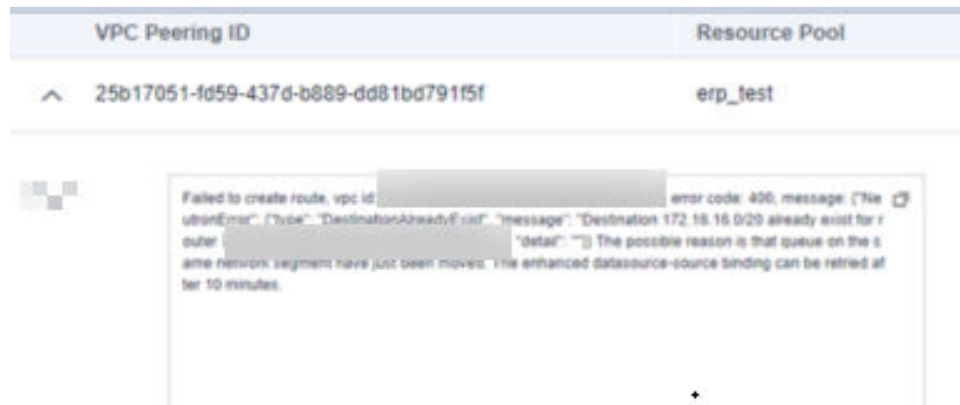 VPC Peering ID Resource Pool
25b17051-fd59-437d-b889-dd81bd791f5f erp_test
Failed to create route, vpc id: error code: 400, message: {"Ne
utronError": {"type": "DestinationAlreadyExist", "message": "Destination 172.16.16.0/20 already exist for r
outer "detail": ""}} The possible reason is that queue on the s
ame network segment have just been moved. The enhanced datasource-source binding can be retried af
ter 10 minutes.